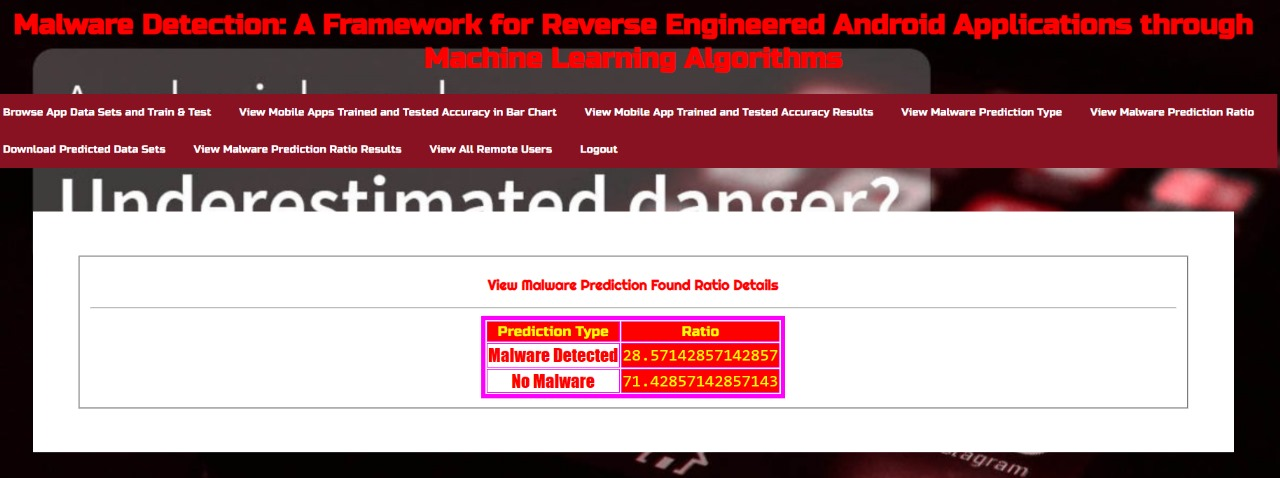 Malware Detection: A Framework for Reverse Engineered Android Applications through
Machine Learning Algorithms
Browse App Data Sets and Train & Test View Mobile Apps Trained and Tested Accuracy in Bar Chart View Mobile App Trained and Tested Accuracy Results View Malware Prediction Type View Malware Prediction Ratio
Download Predicted Data Sets View Malware Prediction Ratio Results View All Remote Users Logout
Underestimated danger?
View Malware Prediction Found Ratio Details
Prediction Type Ratio
Malware Detected 28.57142857142857
No Malware 71.42857142857143